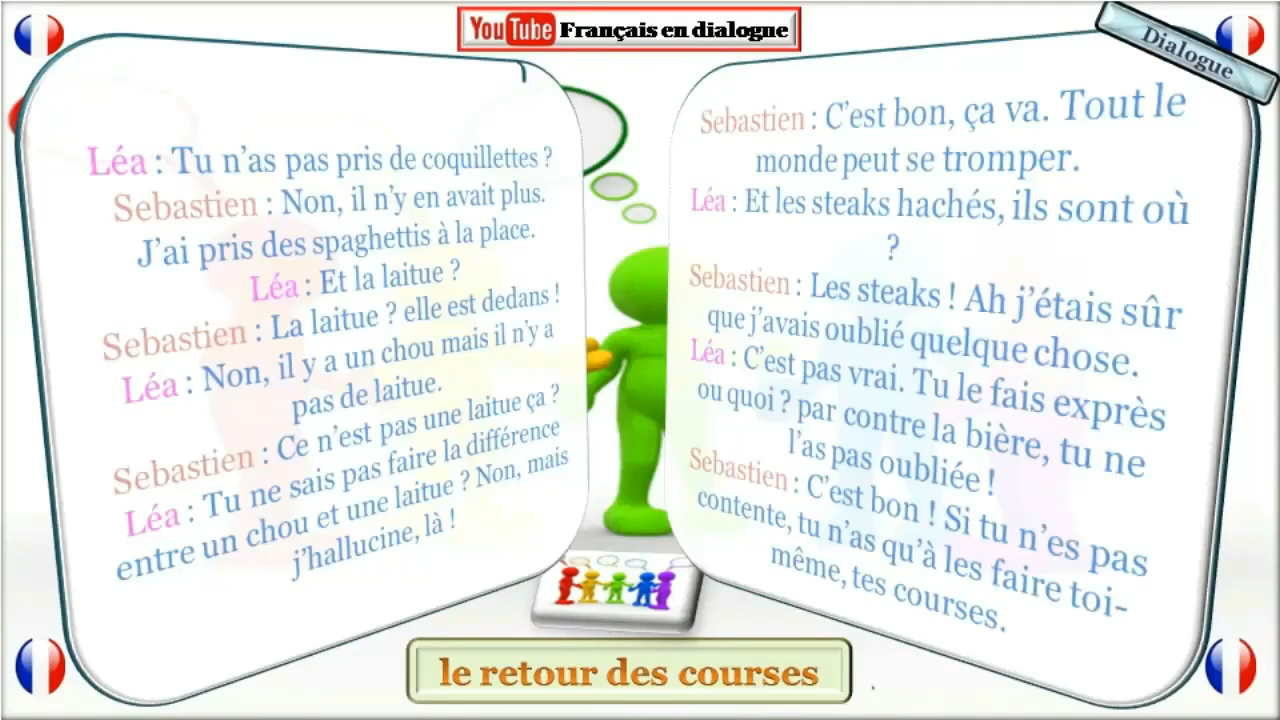 YouTube Français en dialogue
Dialogue
Léa : Tu n'as pas pris de coquillettes ?
Sebastien : Non, il n'y en avait plus.
J'ai pris des spaghettis à la place.
Léa : Et la laitue ?
Sebastien : La laitue ? elle est dedans !
Léa : Non, il y a un chou mais il n'y a
pas de laitue.
Sebastien : Ce n'est pas une laitue ça ?
Léa : Tu ne sais pas faire la différence
entre un chou et une laitue ? Non, mais
j'hallucine, là !
Sebastien : C'est bon, ça va. Tout le
monde peut se tromper.
Léa : Et les steaks hachés, ils sont où
?
Sebastien : Les steaks ! Ah j'étais sûr
que j'avais oublié quelque chose.
Léa : C'est pas vrai. Tu le fais exprès
ou quoi ? par contre la bière, tu ne
l'as pas oubliée !
Sebastien : C'est bon ! Si tu n'es pas
contente, tu n'as qu'à les faire toi-
même, tes courses.
le retour des courses